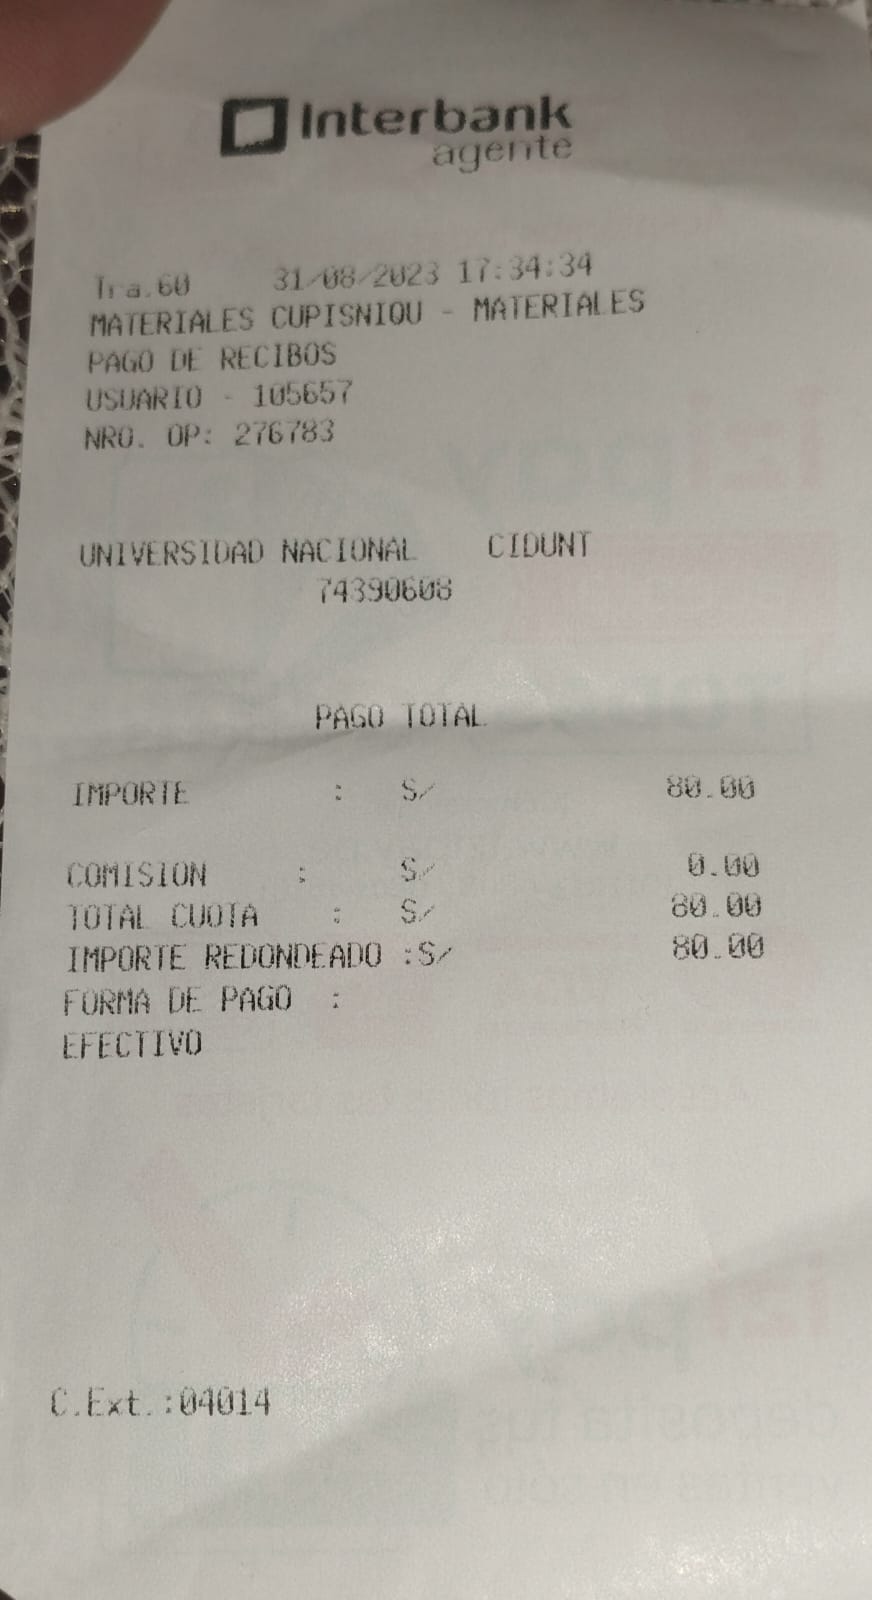 Interbank
agente
Tra.60 31/08/2023 17:34:34
MATERIALES CUPISNIQU - MATERIALES
PAGO DE RECIBOS
USUARIO - 105657
NRO. OP: 276783
UNIVERSIDAD NACIONAL CIDUNT
74390608
PAGO TOTAL
IMPORTE : S/ 80.00
COMISION : S/ 0.00
TOTAL CUOTA : S/ 80.00
IMPORTE REDONDEADO :S/ 80.00
FORMA DE PAGO :
EFECTIVO
C.Ext.:04014